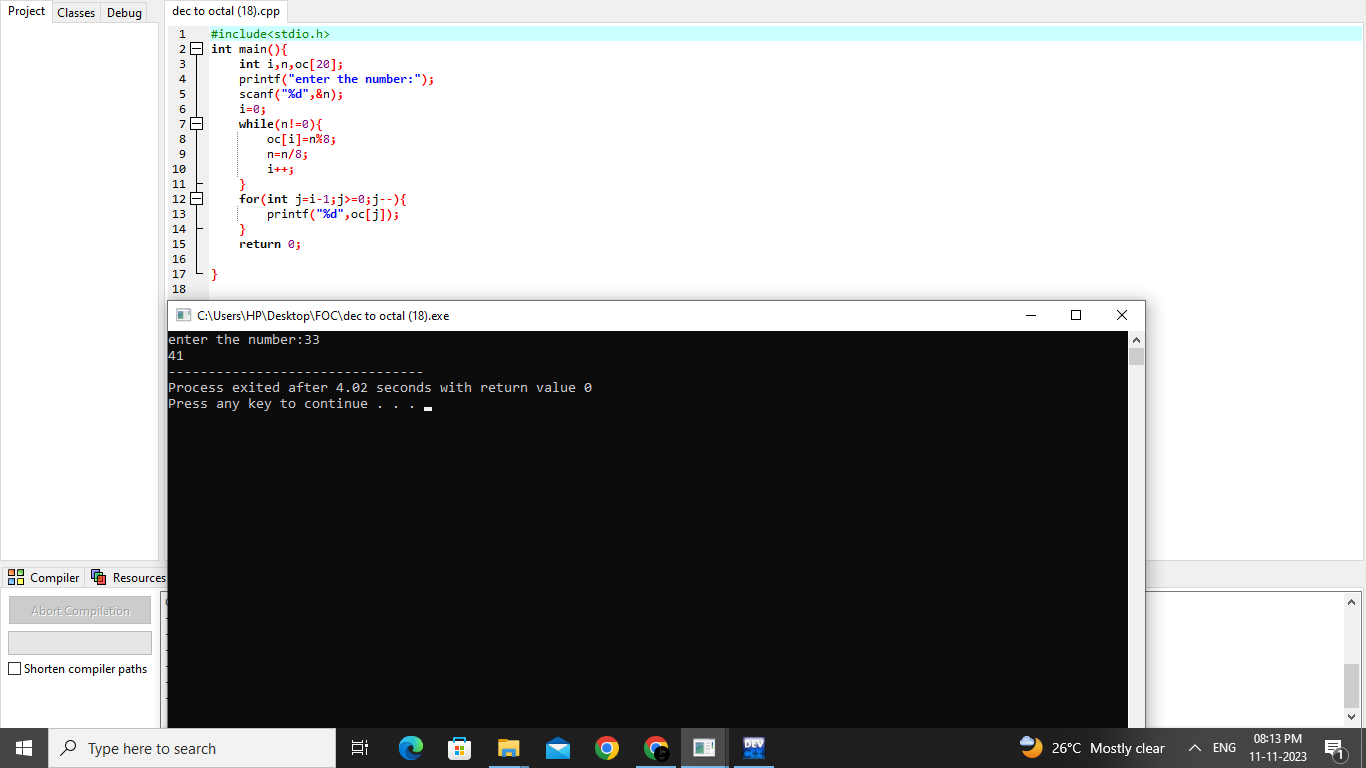 Project Classes Debug
dec to octal (18).cpp
1 #include<stdio.h>
2 int main(){
3 int i,n,oc[20];
4 printf("enter the number:");
5 scanf("%d",&n);
6 i=0;
7 while(n!=0){
8 oc[i]=n%8;
9 n=n/8;
10 i++;
11 }
12 for(int j=i-1;j>=0;j--){
13 printf("%d",oc[j]);
14 }
15 return 0;
16
17 }
18
C:\Users\HP\Desktop\FOC\dec to octal (18).exe
enter the number:33
41
--------------------------------
Process exited after 4.02 seconds with return value 0
Press any key to continue . . .
Compiler Resources
Abort Compilation
Shorten compiler paths
Type here to search
DEV
26°C Mostly clear
ENG
08:13 PM
11-11-2023
1